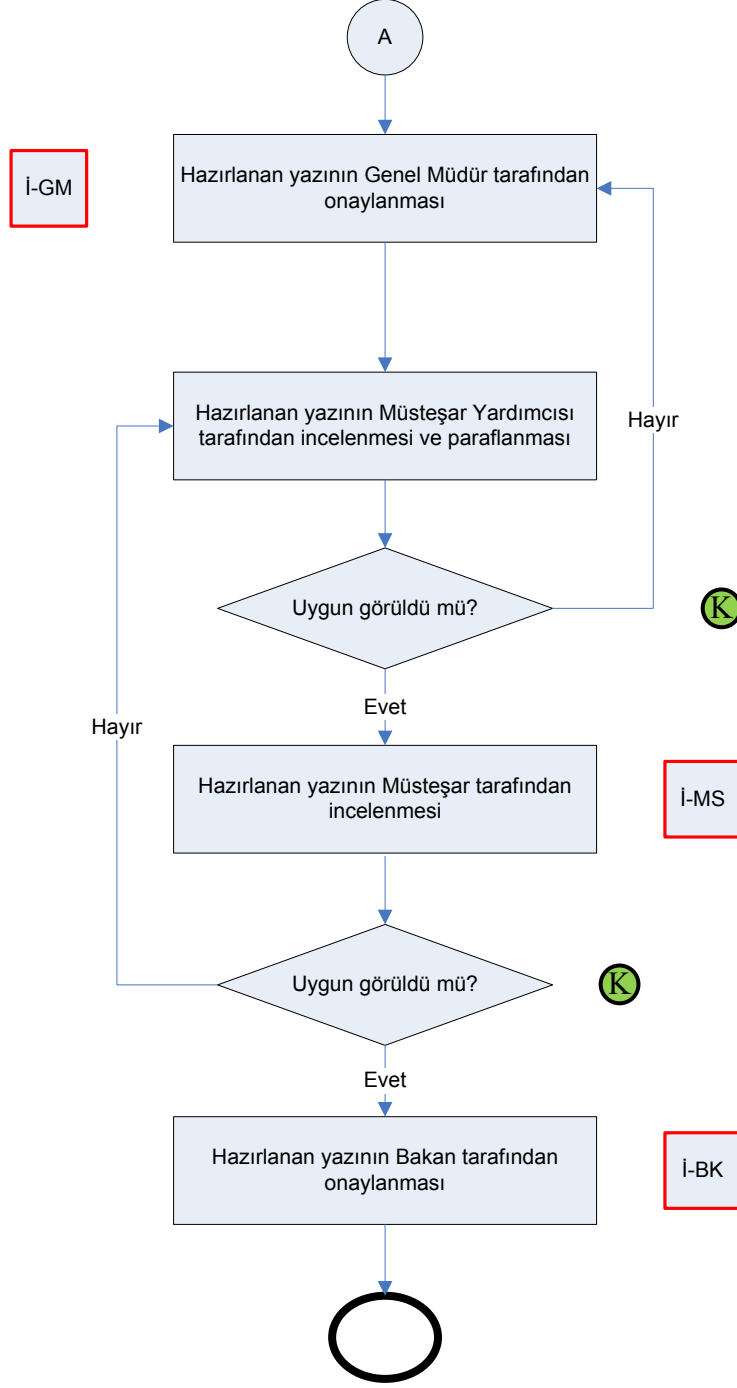 A
İ-GM
Hazırlanan yazının Genel Müdür tarafından
onaylanması
Hazırlanan yazının Müsteşar Yardımcısı
tarafından incelenmesi ve paraflanması
Hayır
Uygun görüldü mü?
K
Evet
Hayır
Hazırlanan yazının Müsteşar tarafından
incelenmesi
İ-MS
Uygun görüldü mü?
K
Evet
Hazırlanan yazının Bakan tarafından
onaylanması
İ-BK